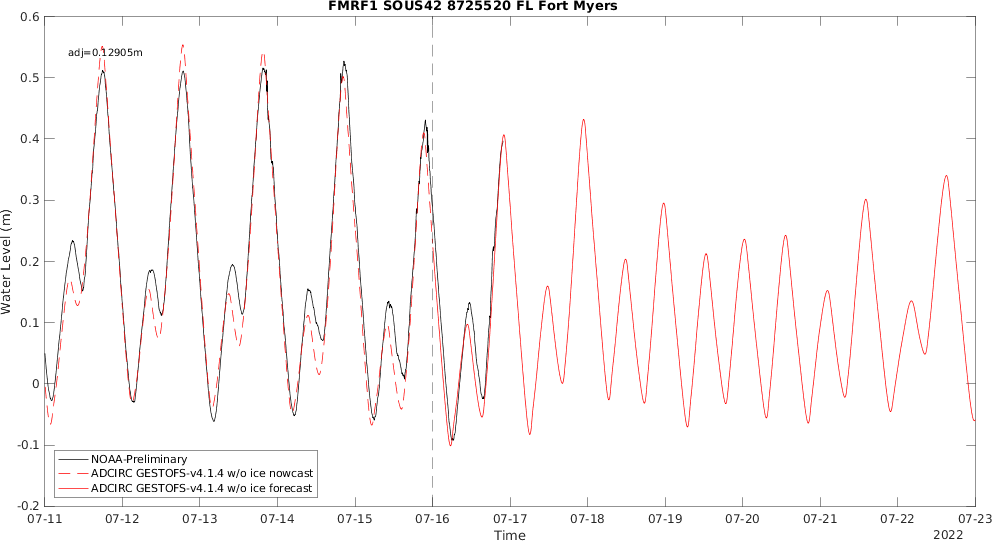 FMRF1 SOUS42 8725520 FL Fort Myers
0.6
adj=0.12905m
0.5
0.4
0.3
0.2
0.1
0
-0.1
-0.2
Water Level (m)
NOAA-Preliminary
ADCIRC GESTOFS-v4.1.4 w/o ice nowcast
ADCIRC GESTOFS-v4.1.4 w/o ice forecast
07-11 07-12 07-13 07-14 07-15 07-16 07-17 07-18 07-19 07-20 07-21 07-22 07-23
Time
2022